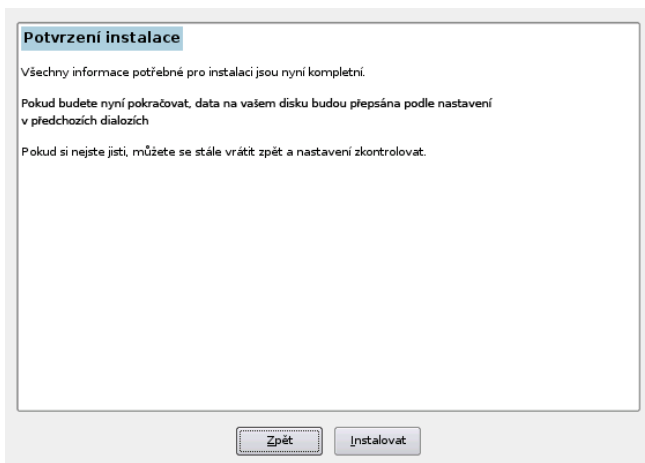 Potvrzení instalace
Všechny informace potřebné pro instalaci jsou nyní kompletní.
Pokud budete nyní pokračovat, data na vašem disku budou přepsána podle nastavení
v předchozích dialozích
Pokud si nejste jisti, můžete se stále vrátit zpět a nastavení zkontrolovat.
Zpět
Instalovat